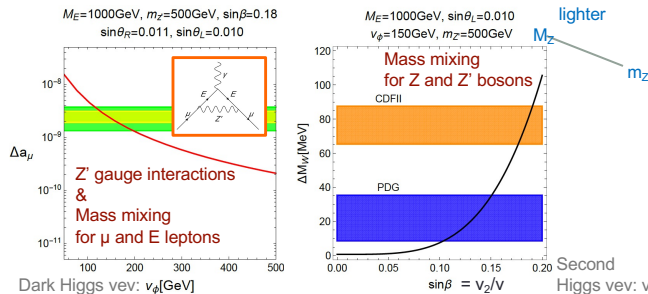 M_E=1000GeV, m_Z'=500GeV, sinβ=0.18
sinθ_R=0.011, sinθ_L=0.010
Δa_μ
10⁻⁸
10⁻⁹
10⁻¹⁰
10⁻¹¹
γ
E
E
μ
Z'
μ
Z' gauge interactions
&
Mass mixing
for μ and E leptons
100
200
300
400
500
Dark Higgs vev: v_ϕ[GeV]
M_E=1000GeV, sinθ_L=0.010
v_ϕ=150GeV, m_Z'=500GeV
ΔM_W[MeV]
120
100
80
60
40
20
0
Mass mixing
for Z and Z' bosons
CDFII
PDG
0.00
0.05
0.10
0.15
0.20
sinβ = v₂/v
lighter
M_Z
m_Z
Second
Higgs vev: v